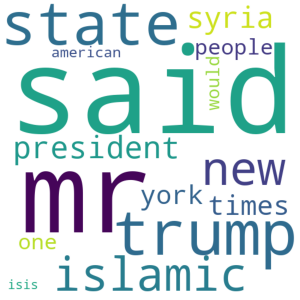 state syria
american people
said would
president
mr new
york times
one trump
isis islamic